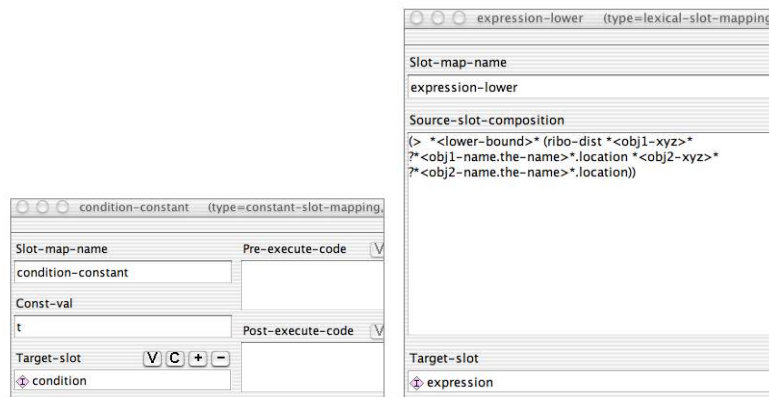 condition-constant (type=constant-slot-mapping,
Slot-map-name
condition-constant
Const-val
t
Target-slot V C + −
condition
Pre-execute-code V
Post-execute-code V
expression-lower (type=lexical-slot-mapping
Slot-map-name
expression-lower
Source-slot-composition
(> *<lower-bound>* (ribo-dist *<obj1-xyz>*
?*<obj1-name.the-name>*.location *<obj2-xyz>*
?*<obj2-name.the-name>*.location))
Target-slot
expression